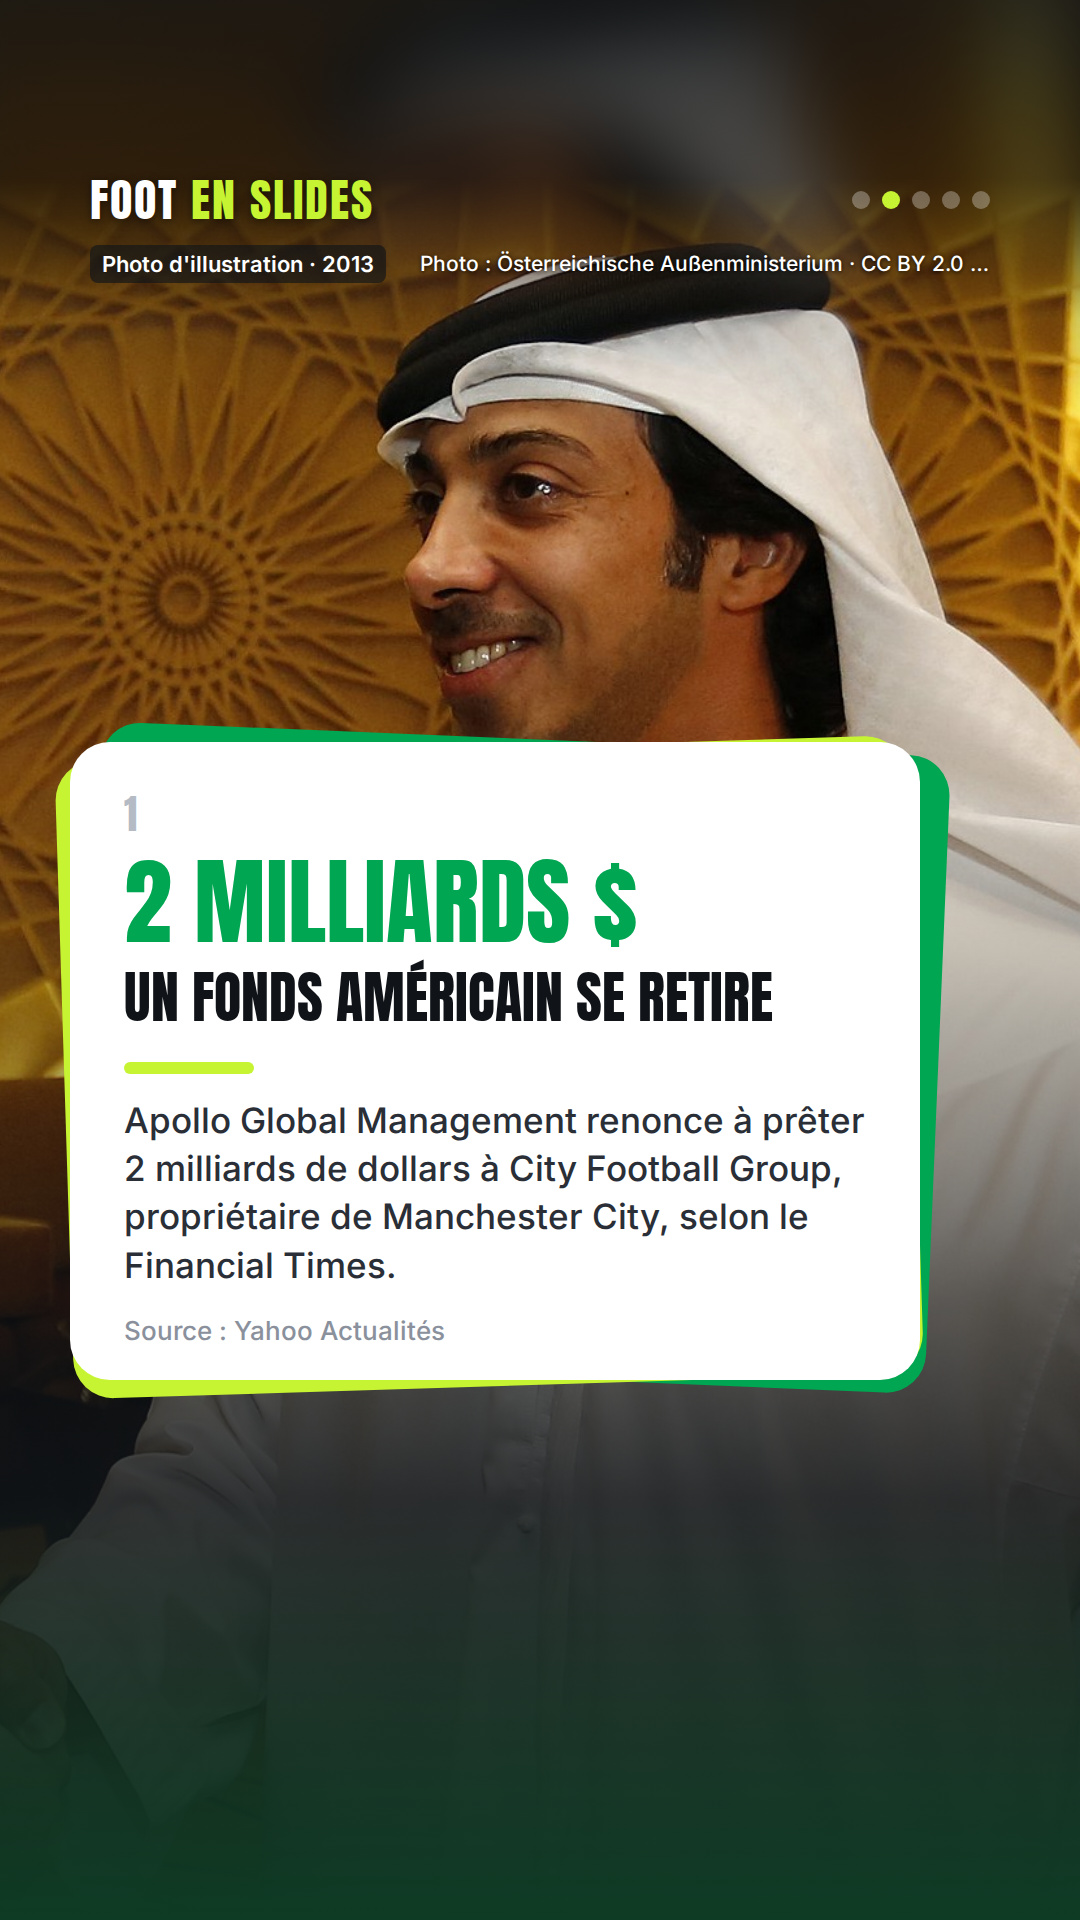 FOOT EN SLIDES
Photo d'illustration · 2013
Photo : Österreichische Außenministerium · CC BY 2.0 ...
1
2 MILLIARDS $
UN FONDS AMÉRICAIN SE RETIRE
Apollo Global Management renonce à prêter
2 milliards de dollars à City Football Group,
propriétaire de Manchester City, selon le
Financial Times.
Source : Yahoo Actualités